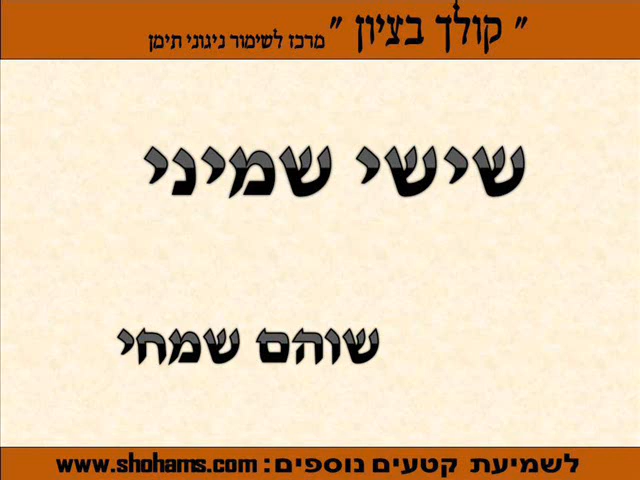 " קולך בציון " מרכז לשימור ניגוני תימן
שישי שמיני
שוהם שמחי
לשמיעת קטעים נוספים: www.shohams.com